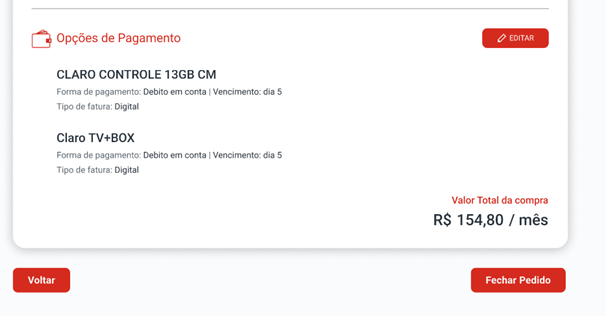 Opções de Pagamento
EDITAR
CLARO CONTROLE 13GB CM
Forma de pagamento: Debito em conta | Vencimento: dia 5
Tipo de fatura: Digital
Claro TV+BOX
Forma de pagamento: Debito em conta | Vencimento: dia 5
Tipo de fatura: Digital
Valor Total da compra
R$ 154,80 / mês
Voltar
Fechar Pedido